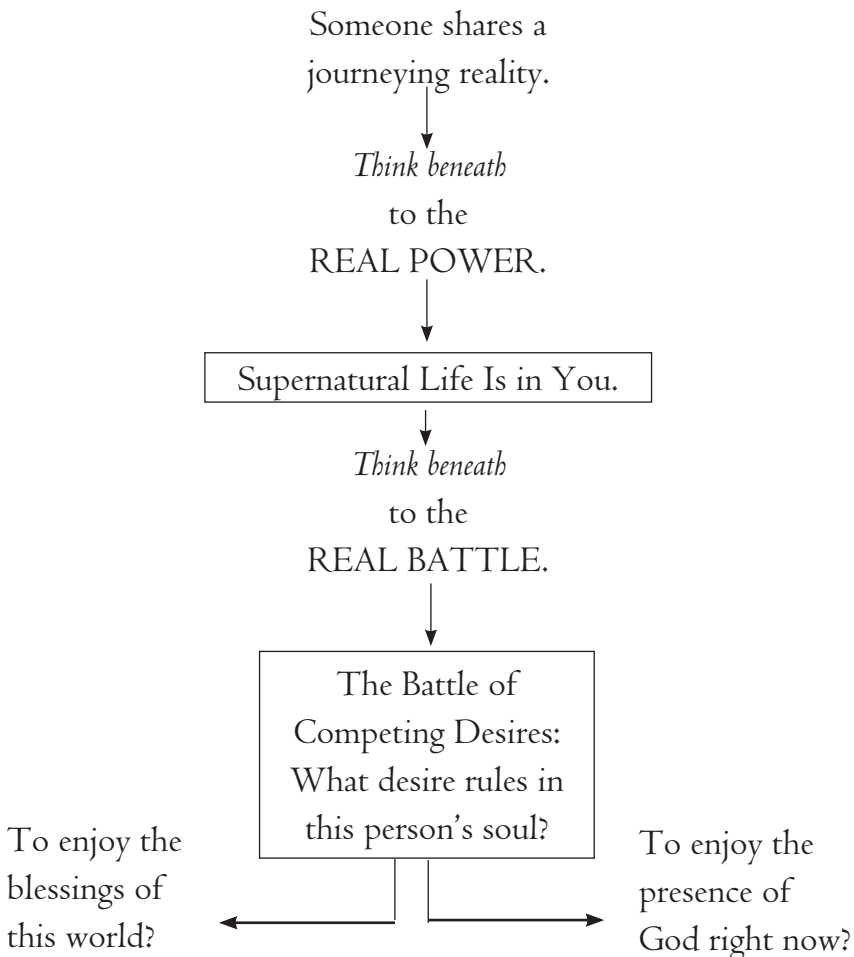 Someone shares a
journeying reality.
Think beneath
to the
REAL POWER.
Supernatural Life Is in You.
Think beneath
to the
REAL BATTLE.
The Battle of
Competing Desires:
What desire rules in
this person's soul?
To enjoy the
blessings of
this world?
To enjoy the
presence of
God right now?